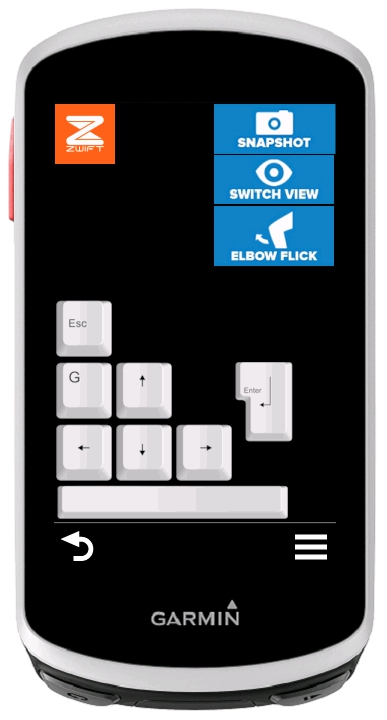 ZWIFT
SNAPSHOT
SWITCH VIEW
ELBOW FLICK
Esc
G
↑
Enter
↵
← ↓ →
GARMIN